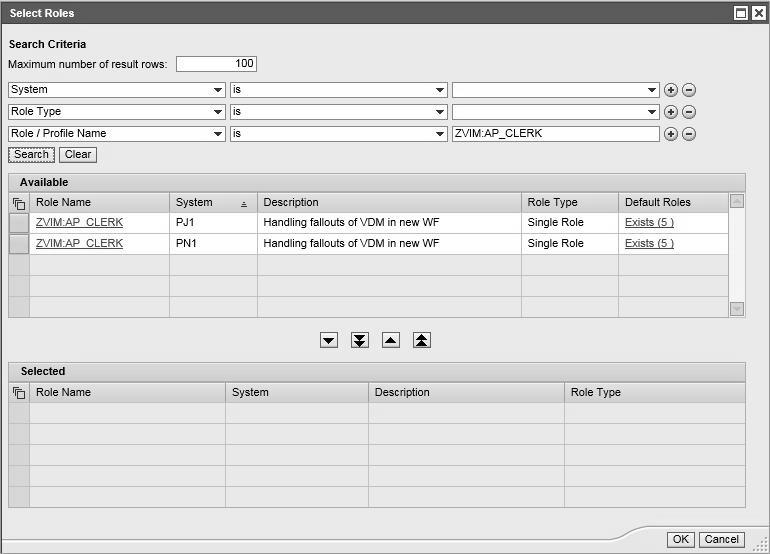 Select Roles
Search Criteria
Maximum number of result rows: 100
System is
Role Type is
Role / Profile Name is ZVIM:AP_CLERK
Search Clear
Available
Role Name System Description Role Type Default Roles
ZVIM:AP_CLERK PJ1 Handling fallouts of VDM in new WF Single Role Exists (5 )
ZVIM:AP_CLERK PN1 Handling fallouts of VDM in new WF Single Role Exists (5 )
Selected
Role Name System Description Role Type
OK Cancel